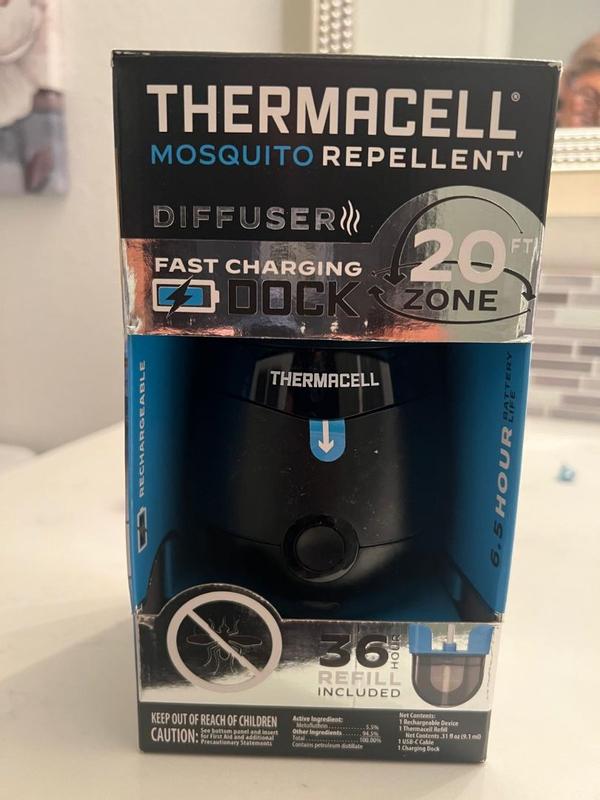 THERMACELL®
MOSQUITO REPELLENTV
DIFFUSER
20 FT
ZONE
FAST CHARGING
DOCK
THERMACELL
RECHARGEABLE
6.5 HOUR BATTERY LIFE
36 HOUR
REFILL
INCLUDED
KEEP OUT OF REACH OF CHILDREN
CAUTION: See bottom panel and insert
for First Aid and additional
Precautionary Statements
Active Ingredient:
Metofluthrin............5.5%
Other Ingredients........94.5%
Total.............100.00%
Contains petroleum distillate
Net Contents:
1 Rechargeable Device
1 Thermacell Refill
Net Contents .31 fl oz (9.1 ml)
1 USB-C Cable
1 Charging Dock